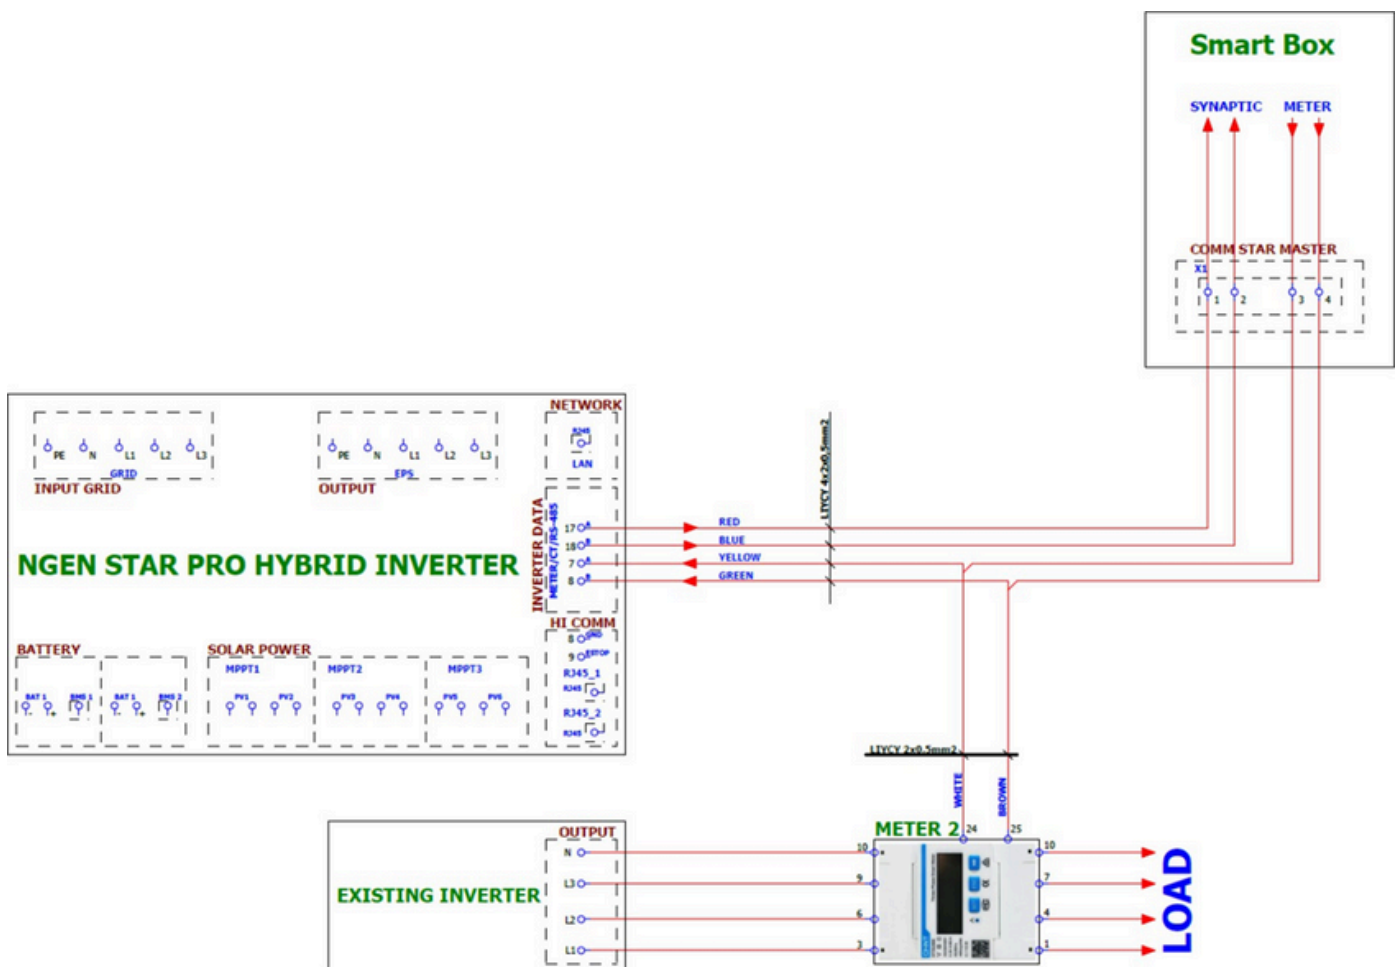 Smart Box
SYNAPTIC METER
COMM STAR MASTER
X1
1 2 3 4
NETWORK
RJ45
LAN
PE N L1 L2 L3
GRID
INPUT GRID
PE N L1 L2 L3
EPS
OUTPUT
INVERTER DATA
METER/CT/RS-485
17 A
18 B
7 A
8 B
RED
BLUE
YELLOW
GREEN
LIYCY 4x2x0,5mm2
NGEN STAR PRO HYBRID INVERTER
HI COMM
8 GND
9 ESTOP
RJ45_1
RJ45
RJ45_2
RJ45
BATTERY
BAT 1 BMS 1 BAT 1 BMS 2
- + - +
SOLAR POWER
MPPT1 MPPT2 MPPT3
PV1 PV2 PV3 PV4 PV5 PV6
LIYCY 2x0.5mm2
WHITE
BROWN
METER 2
24 25
OUTPUT
N
L3
L2
L1
EXISTING INVERTER
10
9
6
3
10
7
4
1
LOAD